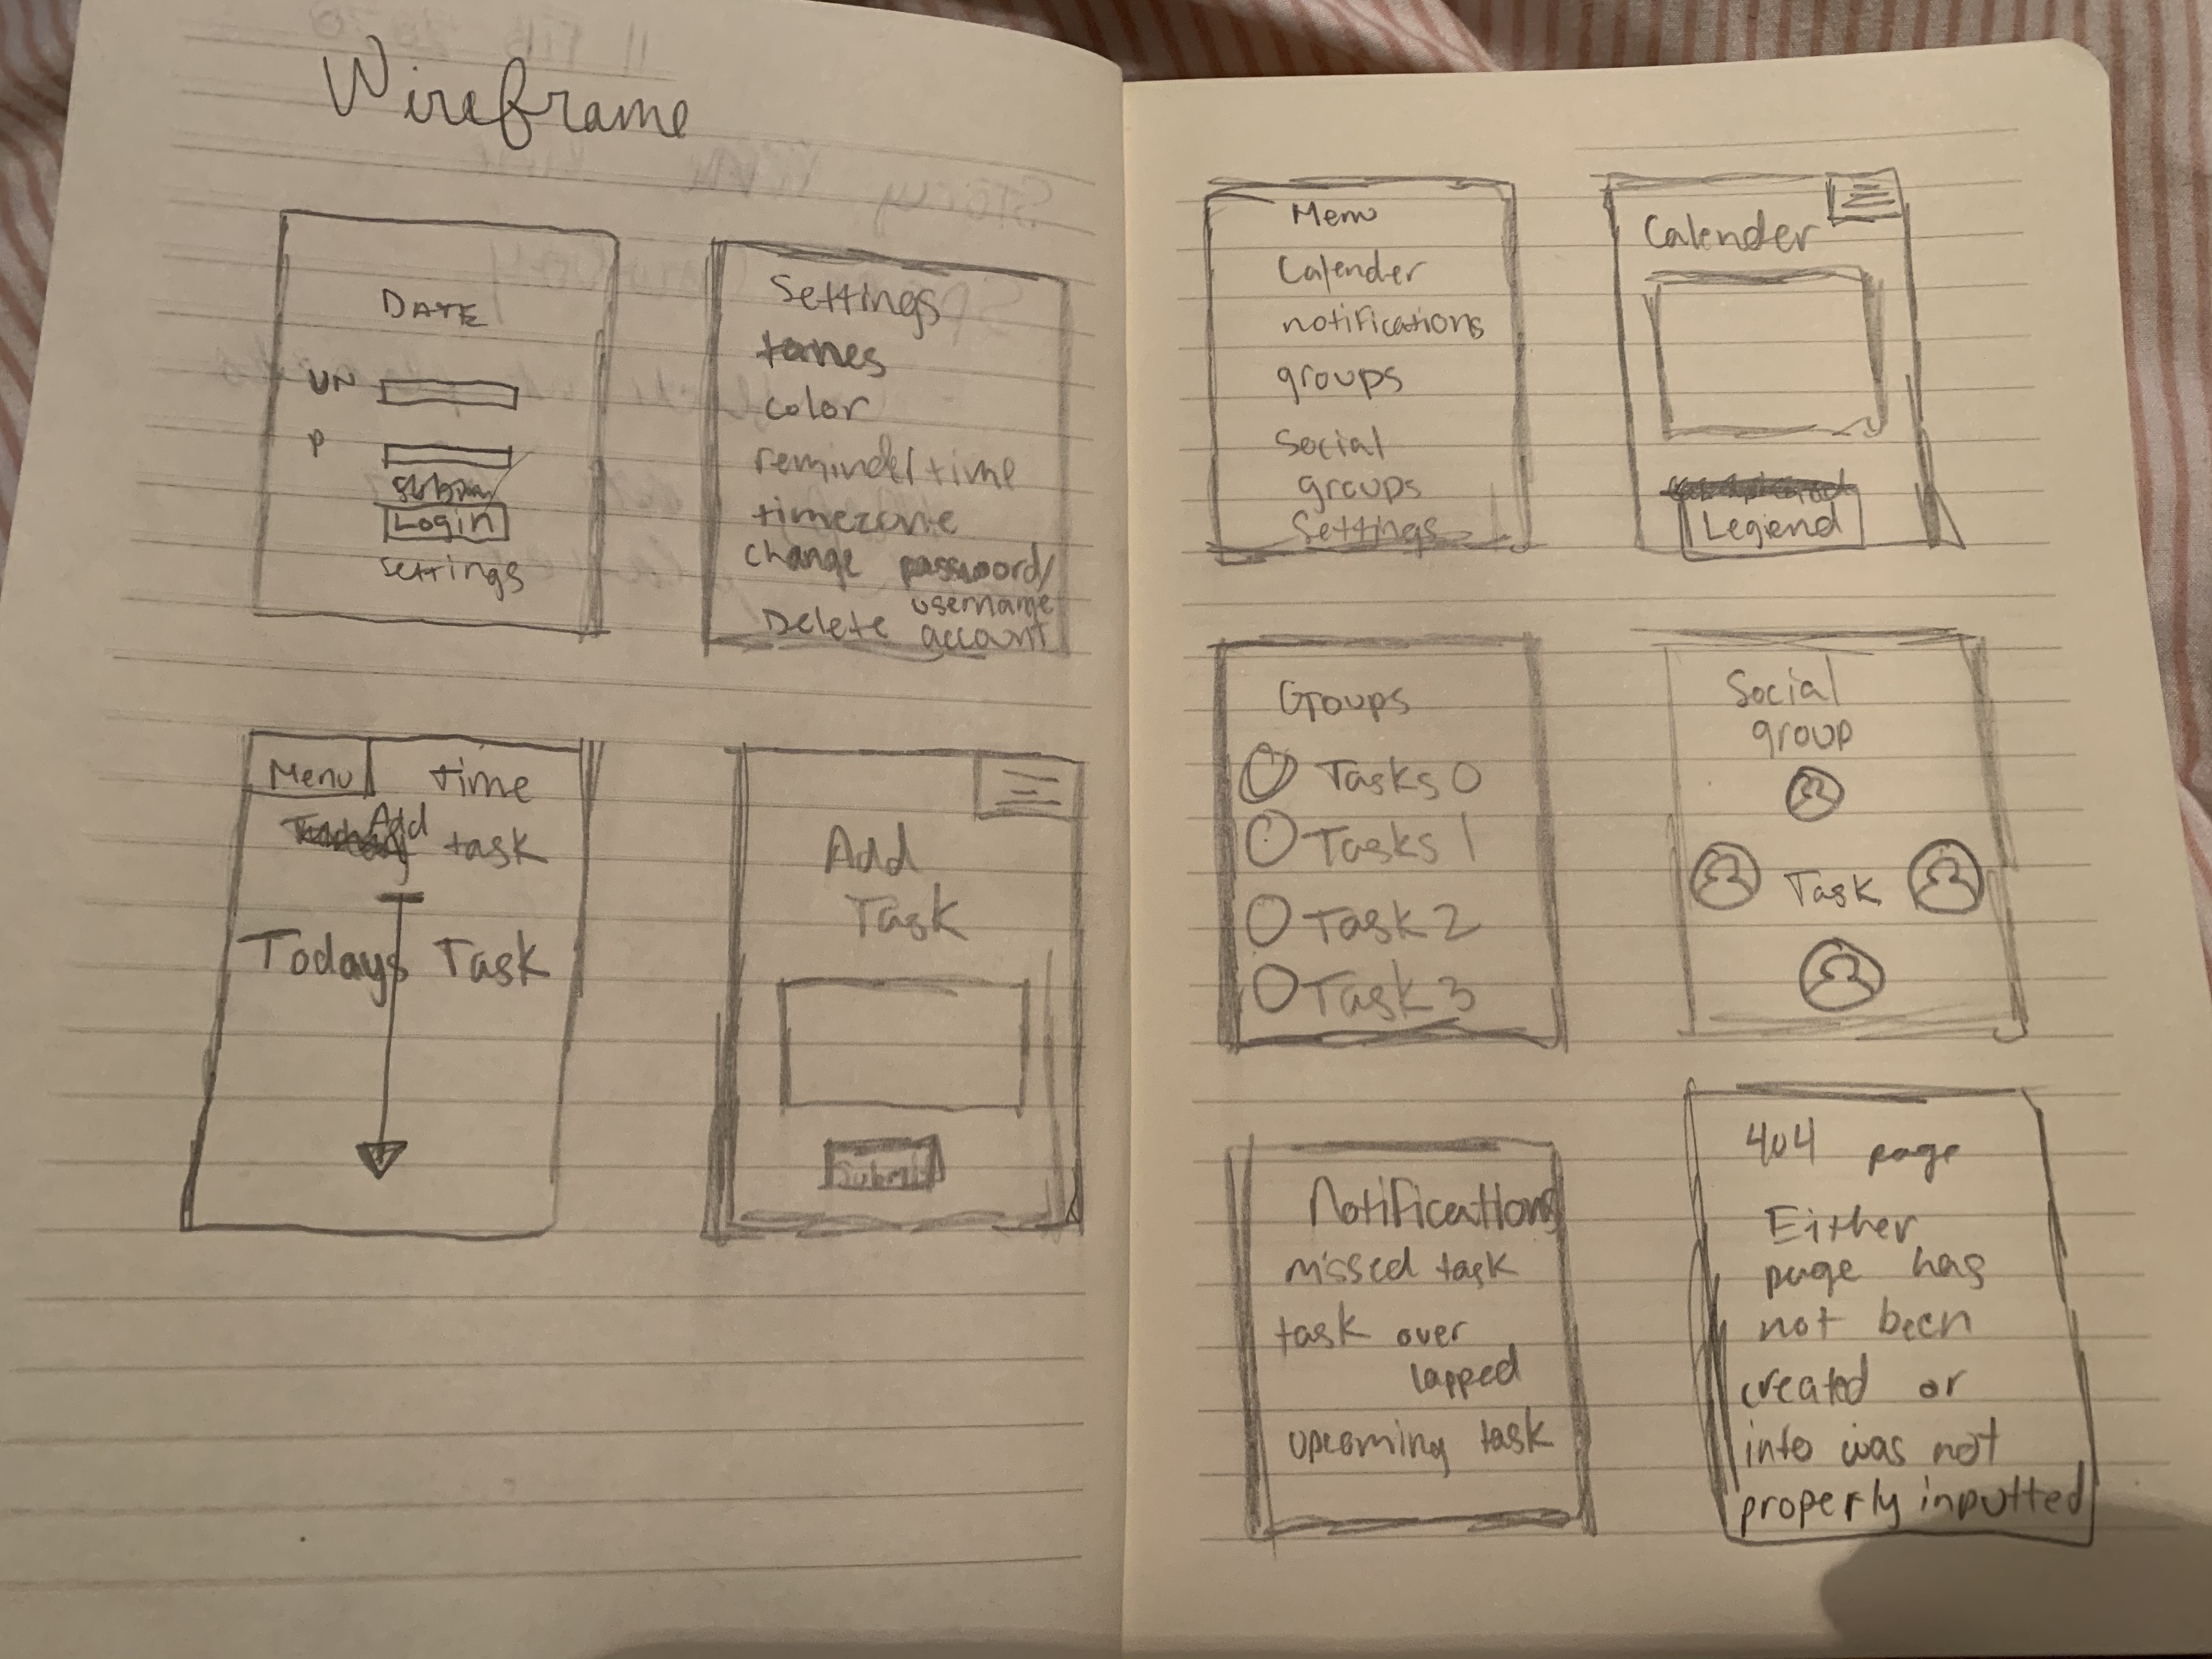 Wireframe
DATE
UN
P
Login
settings
Settings
tones
color
reminder/time
timezone
change password/
username
Delete account
Menu
time
Add task
Todays Task
Add
Task
Submit
Menu
Calender
notifications
groups
Social
groups
Settings
Calender
Legend
Groups
Tasks 0
Tasks 1
Task 2
Task 3
Social
group
Task
Notifications
missed task
task over
lapped
upcoming task
404 page
Either
page has
not been
created or
info was not
properly inputted